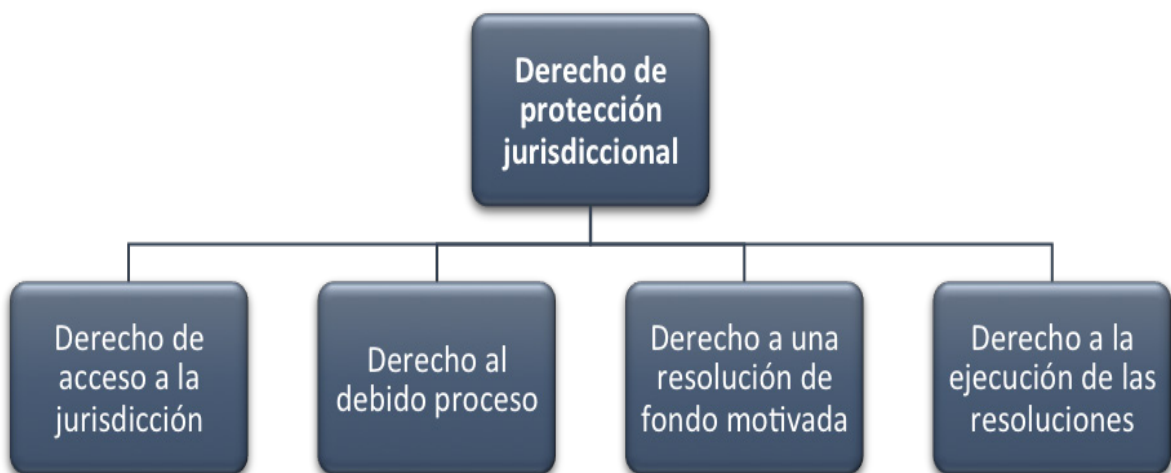 Derecho de
protección
jurisdiccional
Derecho de
acceso a la
jurisdicción
Derecho al
debido proceso
Derecho a una
resolución de
fondo motivada
Derecho a la
ejecución de las
resoluciones